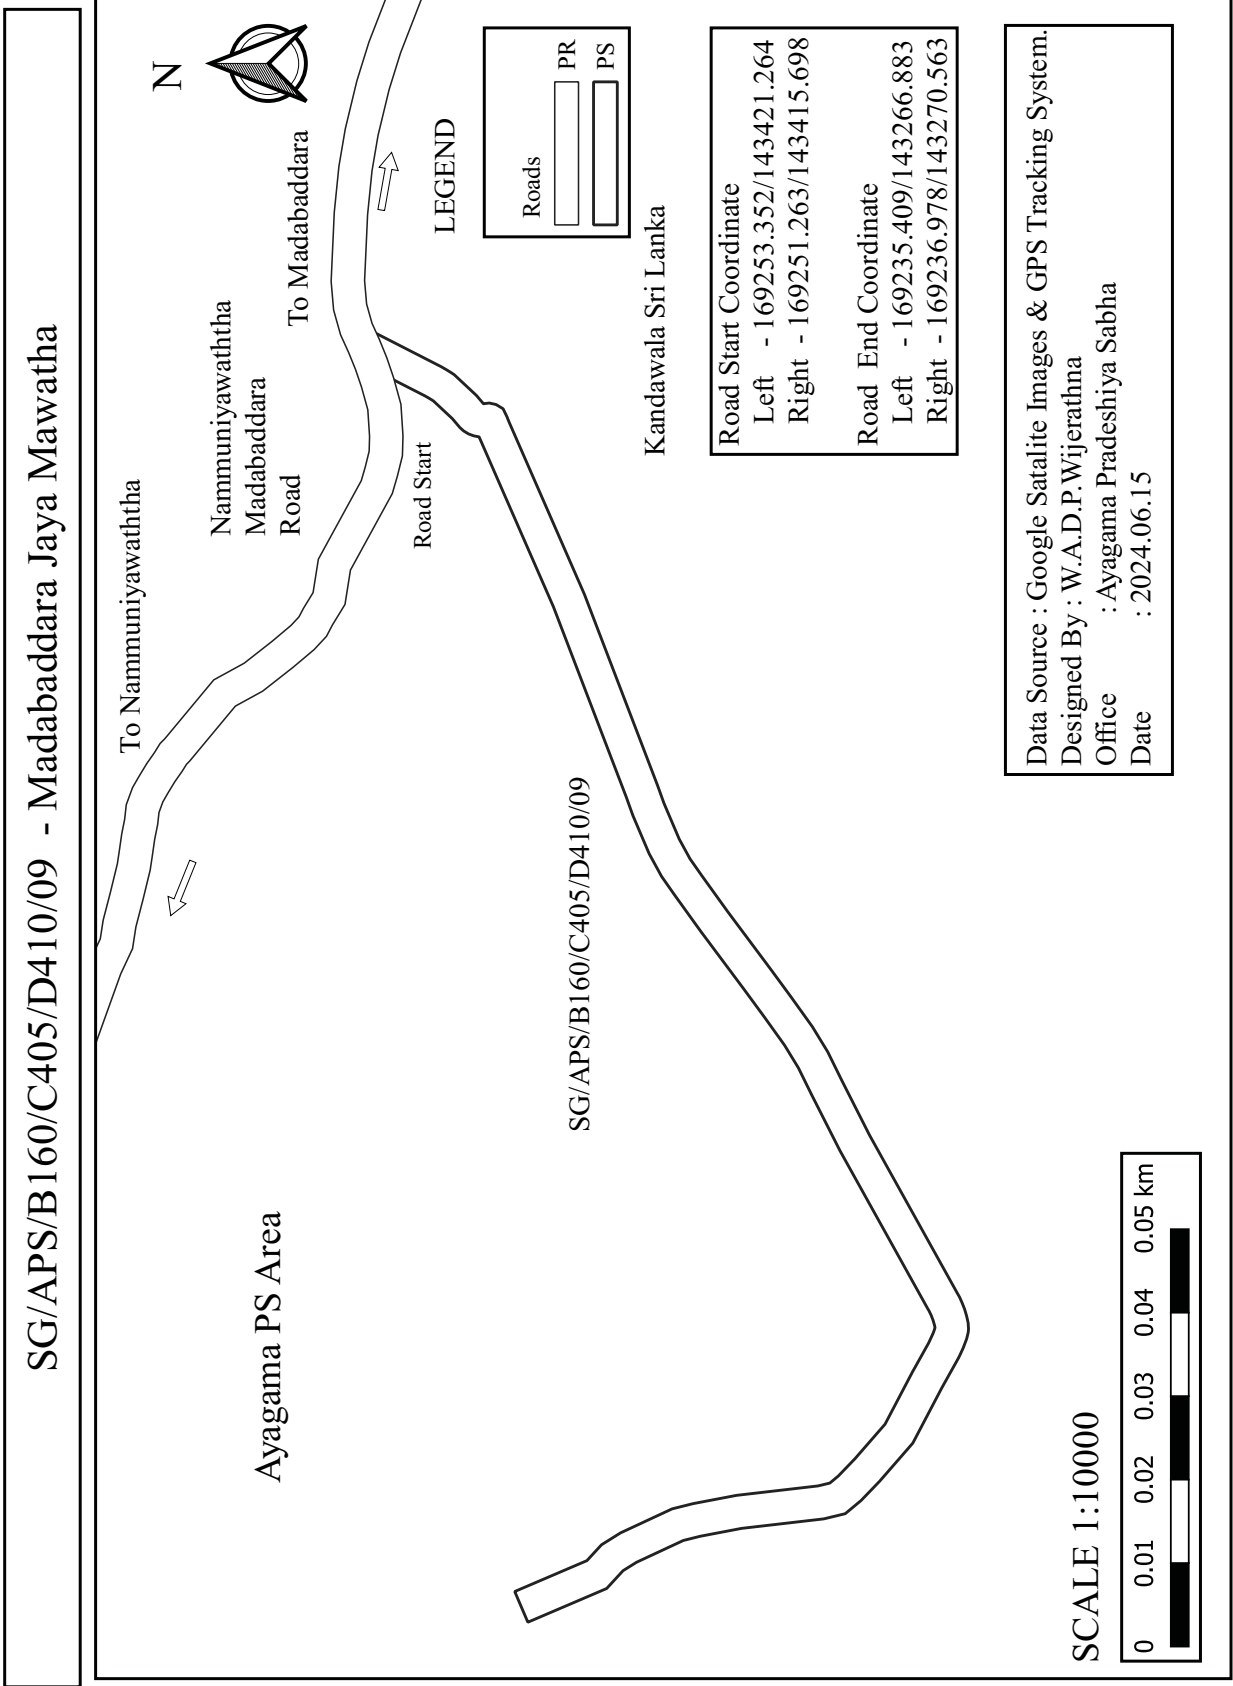 SG/APS/B160/C405/D410/09 - Madabaddara Jaya Mawatha
N
To Nammuniyawaththa
Nammuniyawaththa
Madabaddara
Road
To Madabaddara
Road Start
LEGEND
Roads
PR
PS
Ayagama PS Area
SG/APS/B160/C405/D410/09
Kandawala Sri Lanka
Road Start Coordinate
Left - 169253.352/143421.264
Right - 169251.263/143415.698
Road End Coordinate
Left - 169235.409/143266.883
Right - 169236.978/143270.563
Data Source : Google Satalite Images & GPS Tracking System.
Designed By : W.A.D.P.Wijerathna
Office : Ayagama Pradeshiya Sabha
Date : 2024.06.15
SCALE 1:10000
0 0.01 0.02 0.03 0.04 0.05 km